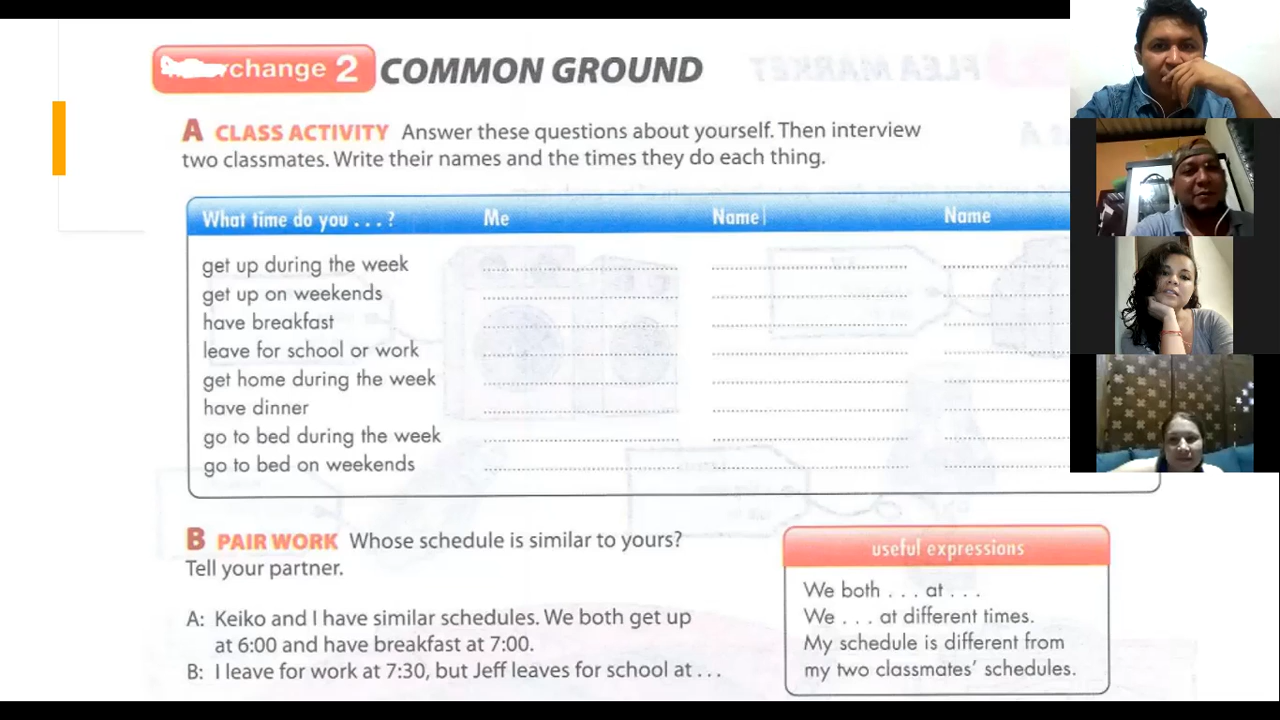 change 2 COMMON GROUND
A CLASS ACTIVITY Answer these questions about yourself. Then interview
two classmates. Write their names and the times they do each thing.
What time do you . . . ? Me Name Name
get up during the week
get up on weekends
have breakfast
leave for school or work
get home during the week
have dinner
go to bed during the week
go to bed on weekends
B PAIR WORK Whose schedule is similar to yours?
Tell your partner.
A: Keiko and I have similar schedules. We both get up
at 6:00 and have breakfast at 7:00.
B: I leave for work at 7:30, but Jeff leaves for school at . . .
useful expressions
We both . . . at . . .
We . . . at different times.
My schedule is different from
my two classmates’ schedules.